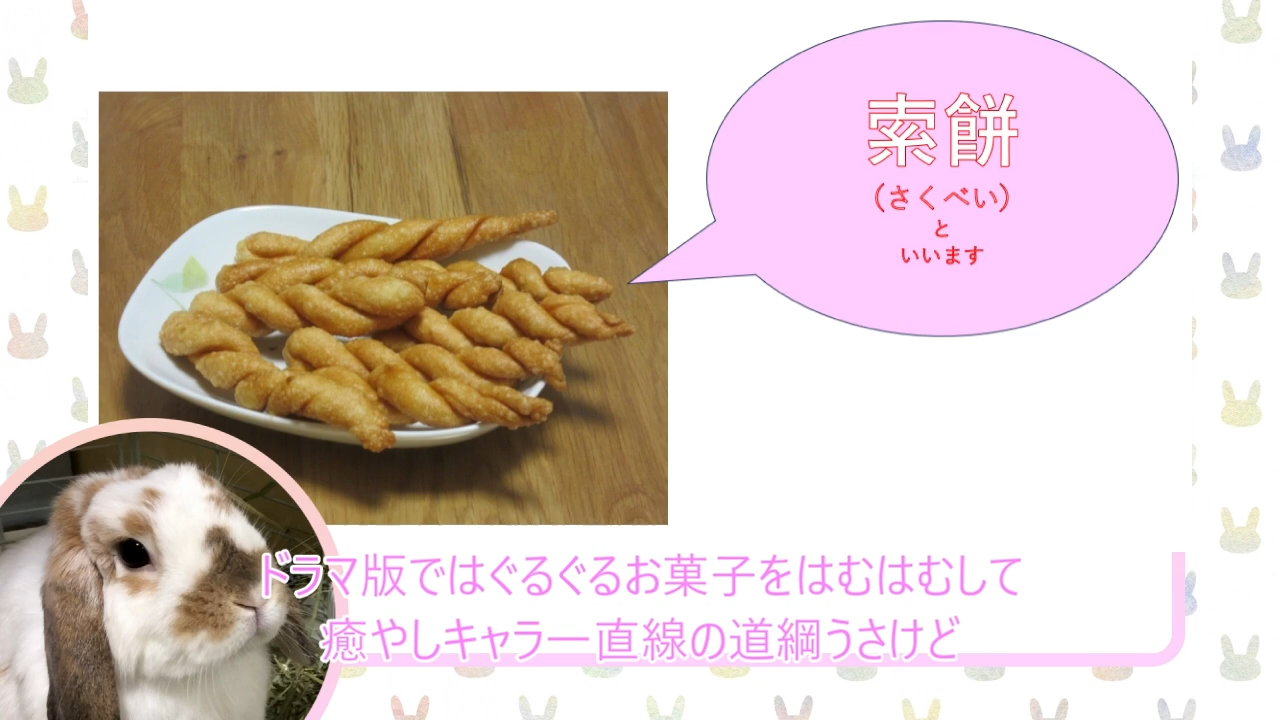 索餅
（さくべい）
と
いいます
ドラマ版ではぐるぐるお菓子をはむはむして
癒やしキャラ一直線の道綱うさけど